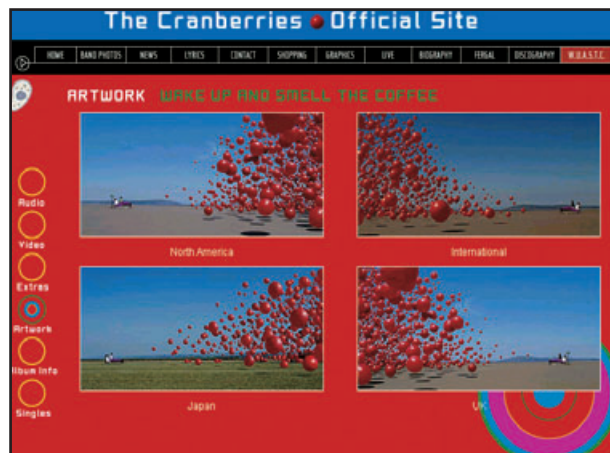 The Cranberries Official Site
HOME BAND PHOTOS NEWS LYRICS CONTACT SHOPPING GRAPHICS LIVE BIOGRAPHY FERGAL DISCOGRAPHY W.U.A.S.T.C.
ARTWORK WAKE UP AND SMELL THE COFFEE
Audio
Video
Extras
Artwork
Album Info
Singles
North America
International
Japan
UK